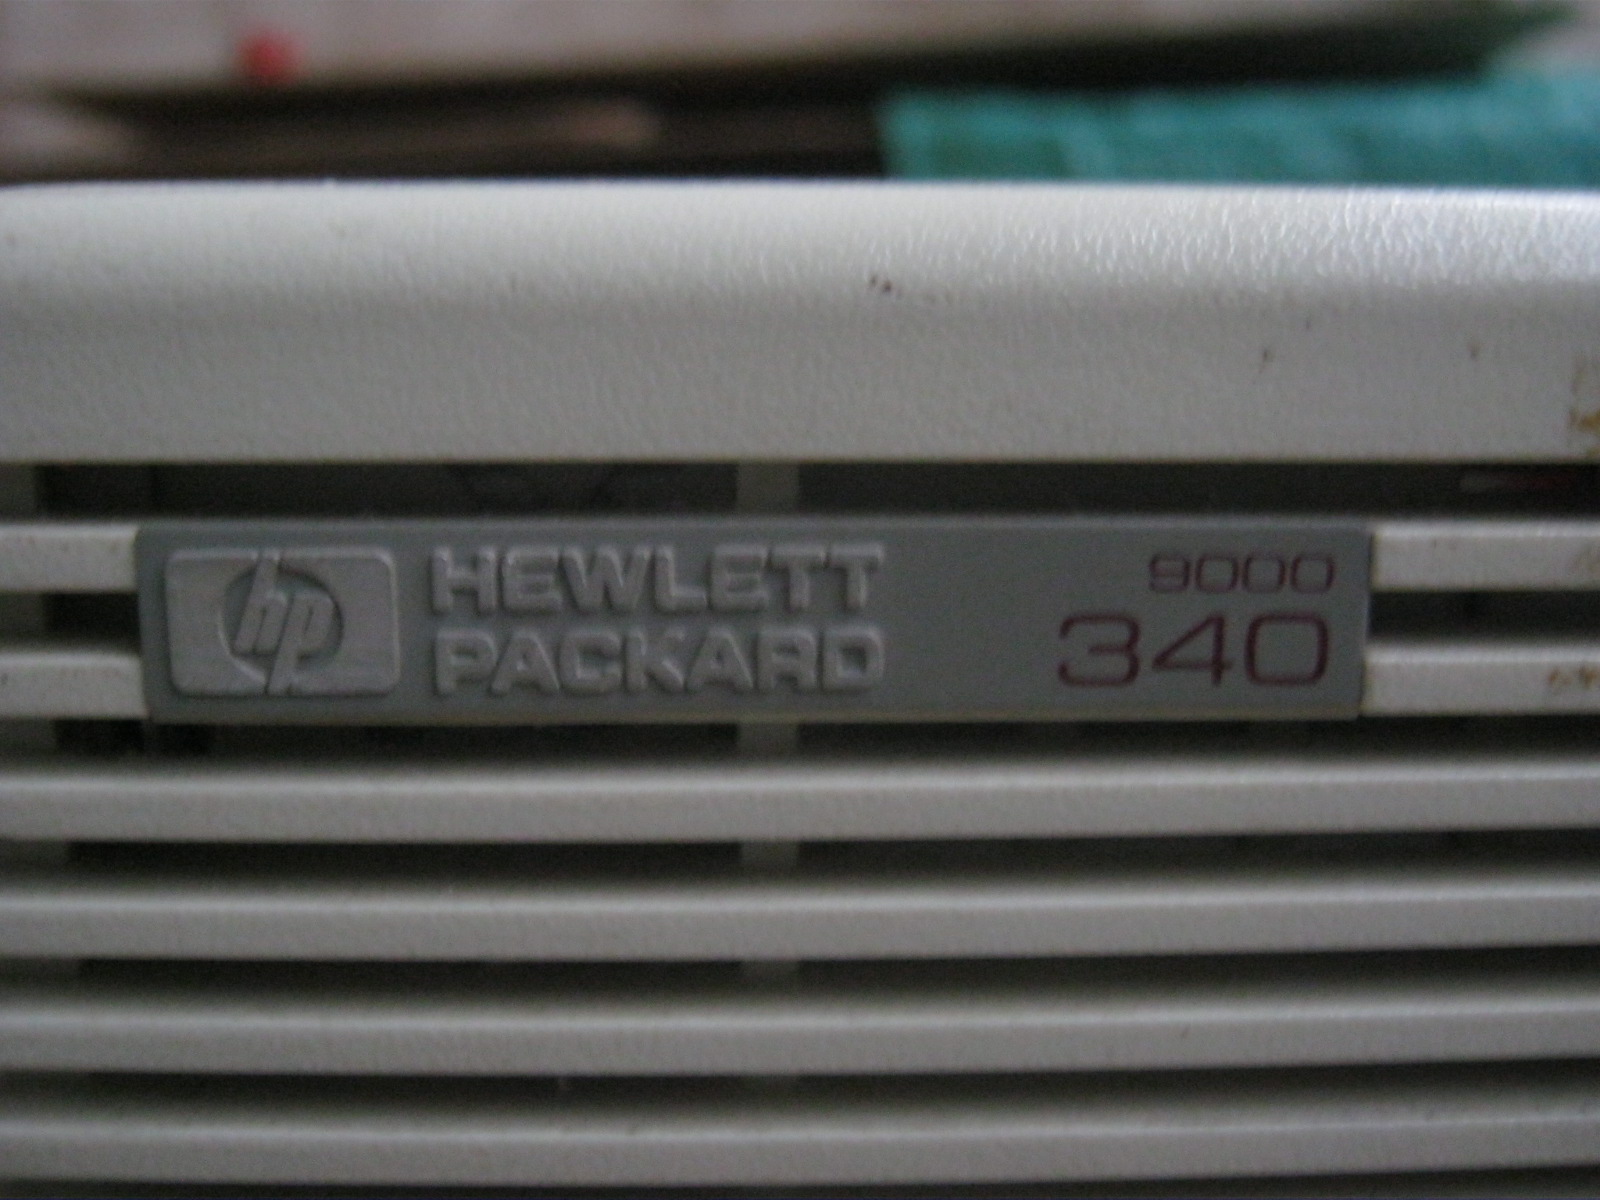 hp
HEWLETT
PACKARD
9000
340